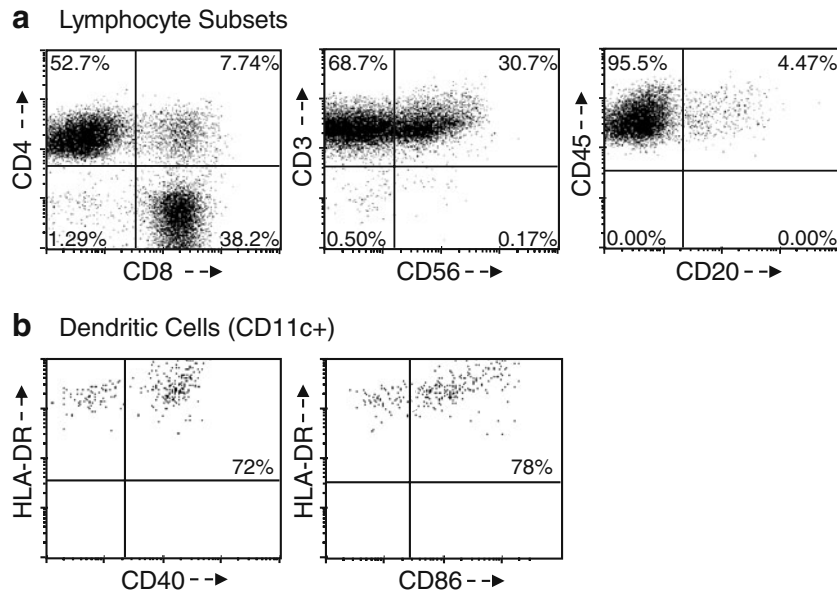 a Lymphocyte Subsets
52.7% 7.74%
1.29% 38.2%
CD4
CD8
68.7% 30.7%
0.50% 0.17%
CD3
CD56
95.5% 4.47%
0.00% 0.00%
CD45
CD20
b Dendritic Cells (CD11c+)
72%
HLA-DR
CD40
78%
HLA-DR
CD86